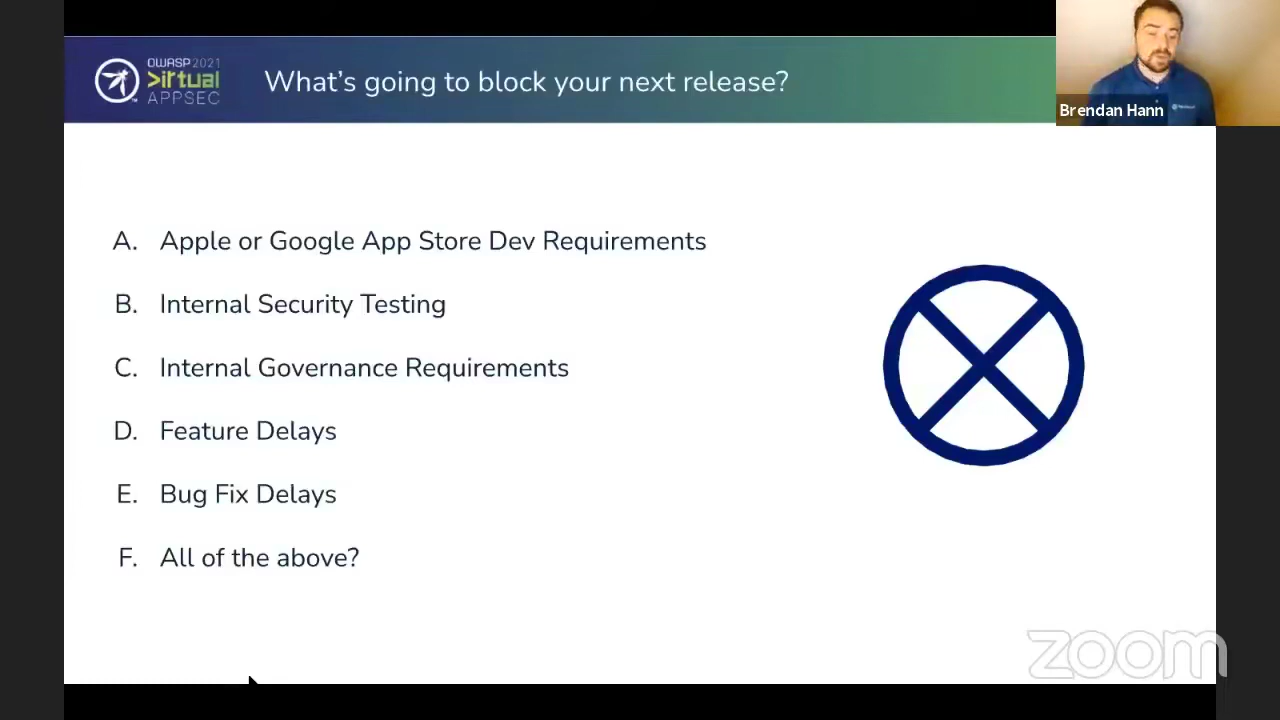 OWASP 2021
Virtual
APPSEC
What's going to block your next release?
Brendan Hann
A. Apple or Google App Store Dev Requirements
B. Internal Security Testing
C. Internal Governance Requirements
D. Feature Delays
E. Bug Fix Delays
F. All of the above?
zoom